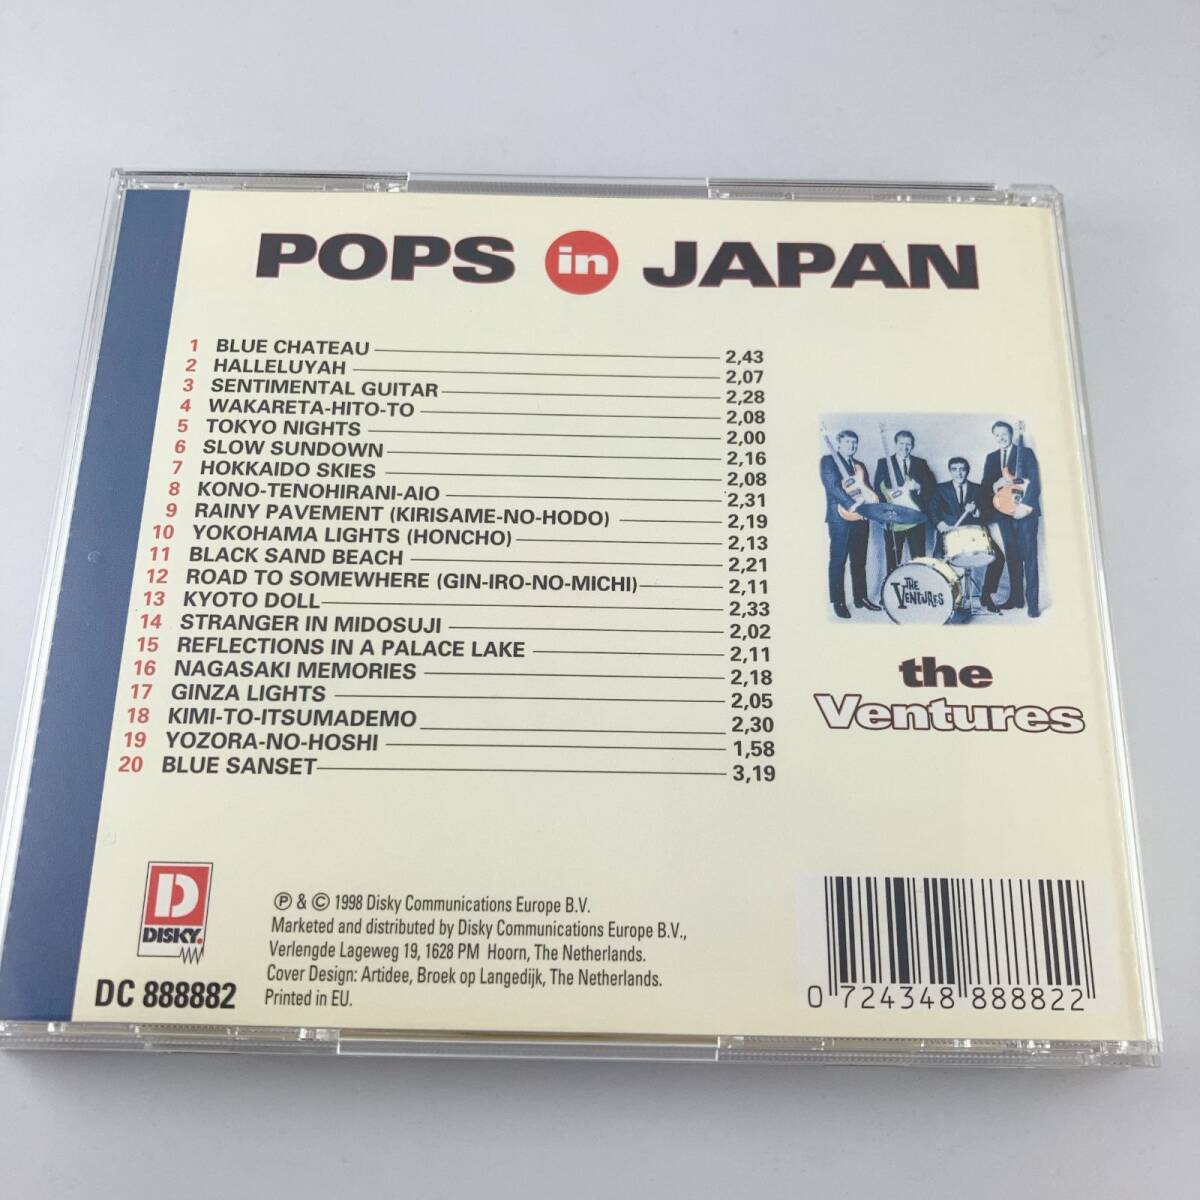 POPS in JAPAN
1 BLUE CHATEAU 2,43
2 HALLELUYAH 2,07
3 SENTIMENTAL GUITAR 2,28
4 WAKARETA-HITO-TO 2,08
5 TOKYO NIGHTS 2,00
6 SLOW SUNDOWN 2,16
7 HOKKAIDO SKIES 2,08
8 KONO-TENOHIRANI-AIO 2,31
9 RAINY PAVEMENT (KIRISAME-NO-HODO) 2,19
10 YOKOHAMA LIGHTS (HONCHO) 2,13
11 BLACK SAND BEACH 2,21
12 ROAD TO SOMEWHERE (GIN-IRO-NO-MICHI) 2,11
13 KYOTO DOLL 2,33
14 STRANGER IN MIDOSUJI 2,02
15 REFLECTIONS IN A PALACE LAKE 2,11
16 NAGASAKI MEMORIES 2,18
17 GINZA LIGHTS 2,05
18 KIMI-TO-ITSUMADEMO 2,30
19 YOZORA-NO-HOSHI 1,58
20 BLUE SANSET 3,19
THE VENTURES
the
Ventures
D
DISKY.
DC 888882
Ⓟ & © 1998 Disky Communications Europe B.V.
Marketed and distributed by Disky Communications Europe B.V.,
Verlengde Lageweg 19, 1628 PM Hoorn, The Netherlands.
Cover Design: Artidee, Broek op Langedijk, The Netherlands.
Printed in EU.
0 724348 888822